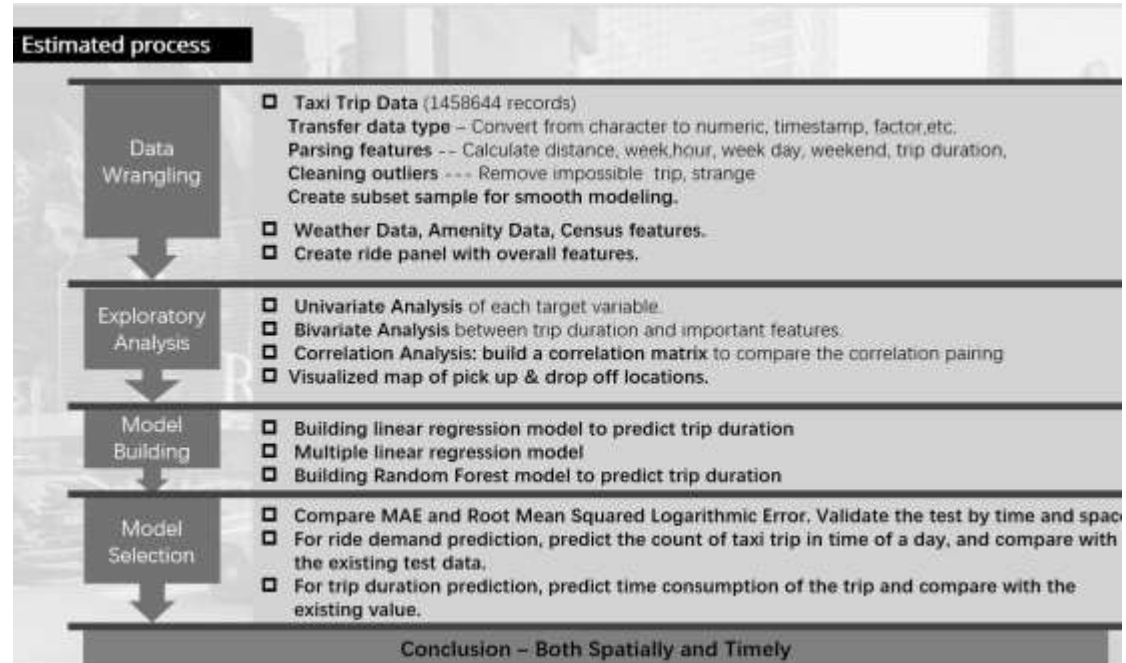 Estimated process
Data
Wrangling
Taxi Trip Data (1458644 records)
Transfer data type – Convert from character to numeric, timestamp, factor,etc.
Parsing features -- Calculate distance, week,hour, week day, weekend, trip duration,
Cleaning outliers --- Remove impossible trip, strange
Create subset sample for smooth modeling.
Weather Data, Amenity Data, Census features.
Create ride panel with overall features.
Exploratory
Analysis
Univariate Analysis of each target variable.
Bivariate Analysis between trip duration and important features.
Correlation Analysis: build a correlation matrix to compare the correlation pairing
Visualized map of pick up & drop off locations.
Model
Building
Building linear regression model to predict trip duration
Multiple linear regression model
Building Random Forest model to predict trip duration
Model
Selection
Compare MAE and Root Mean Squared Logarithmic Error. Validate the test by time and space
For ride demand prediction, predict the count of taxi trip in time of a day, and compare with
the existing test data.
For trip duration prediction, predict time consumption of the trip and compare with the
existing value.
Conclusion – Both Spatially and Timely